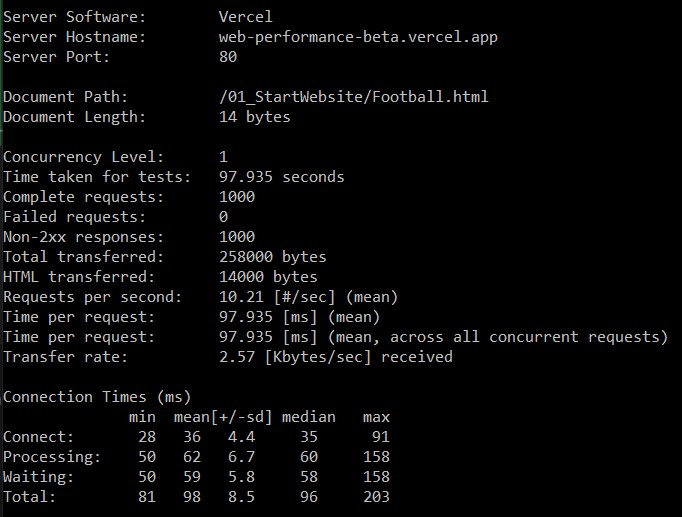 Server Software:        Vercel
Server Hostname:        web-performance-beta.vercel.app
Server Port:            80

Document Path:          /01_StartWebsite/Football.html
Document Length:        14 bytes

Concurrency Level:      1
Time taken for tests:   97.935 seconds
Complete requests:      1000
Failed requests:        0
Non-2xx responses:      1000
Total transferred:      258000 bytes
HTML transferred:       14000 bytes
Requests per second:    10.21 [#/sec] (mean)
Time per request:       97.935 [ms] (mean)
Time per request:       97.935 [ms] (mean, across all concurrent requests)
Transfer rate:          2.57 [Kbytes/sec] received

Connection Times (ms)
              min  mean[+/-sd] median   max
Connect:       28   36   4.4     35      91
Processing:    50   62   6.7     60     158
Waiting:       50   59   5.8     58     158
Total:         81   98   8.5     96     203